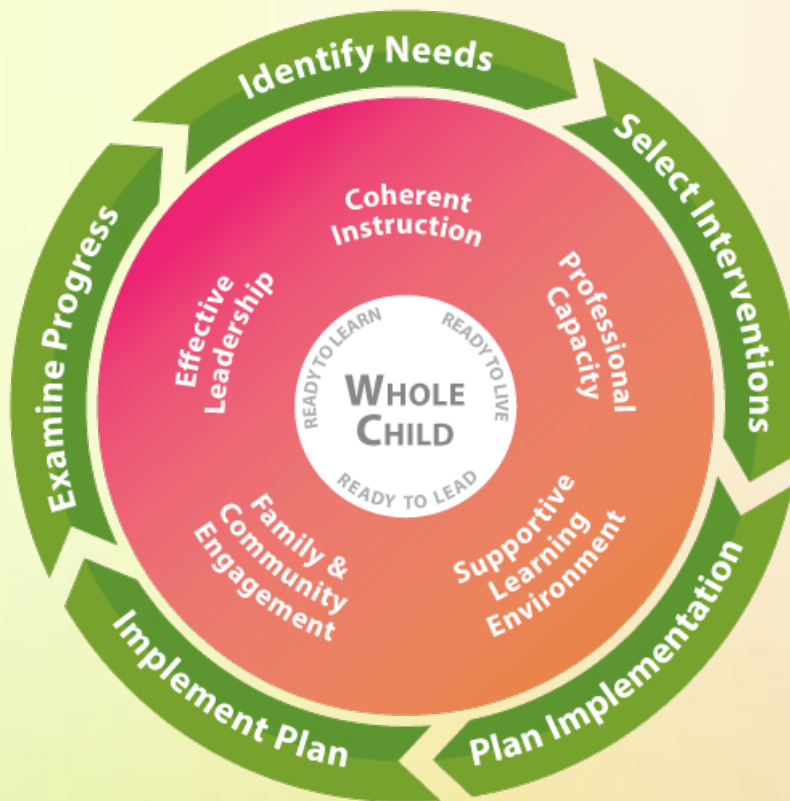 Identify Needs
Select Interventions
Plan Implementation
Implement Plan
Examine Progress
Coherent
Instruction
Professional
Capacity
Supportive
Learning
Environment
Family &
Community
Engagement
Effective
Leadership
READY TO LEARN
READY TO LIVE
READY TO LEAD
WHOLE
CHILD